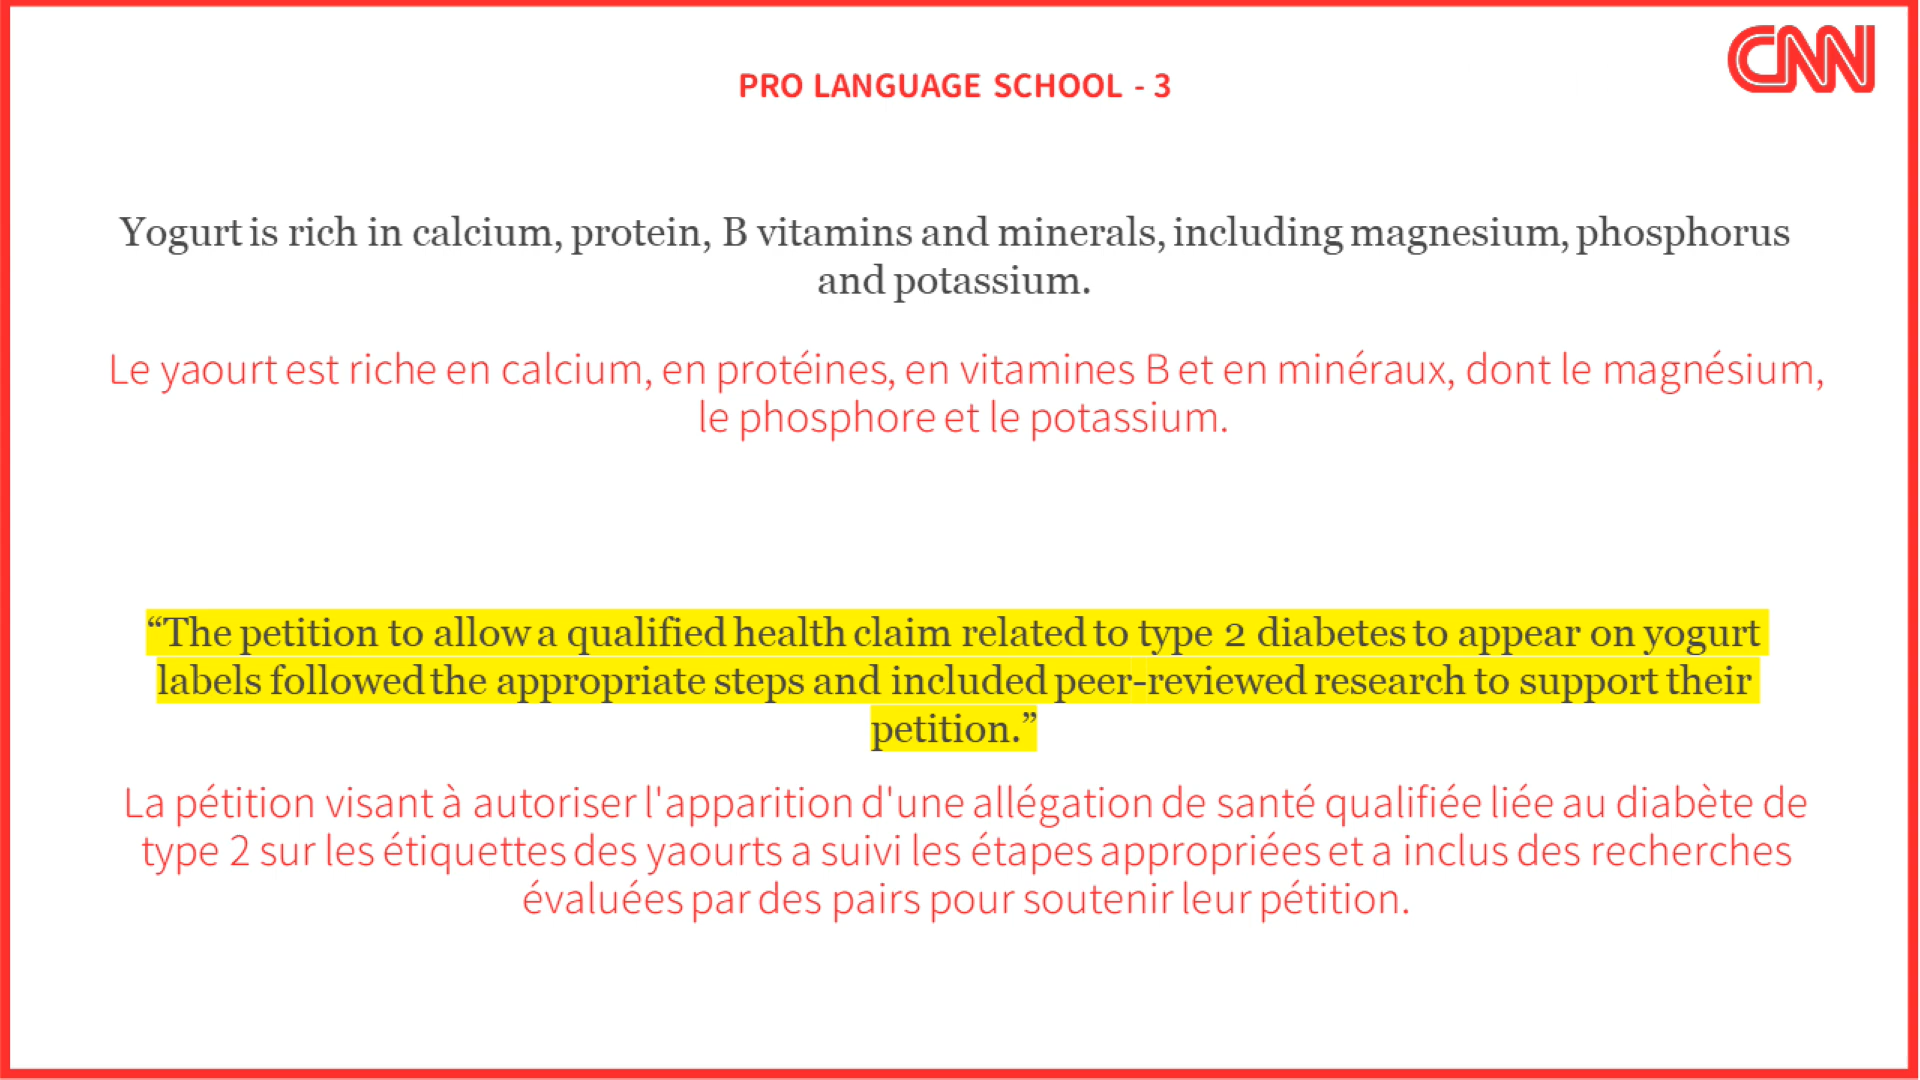 CNN
PRO LANGUAGE SCHOOL - 3
Yogurt is rich in calcium, protein, B vitamins and minerals, including magnesium, phosphorus
and potassium.
Le yaourt est riche en calcium, en protéines, en vitamines B et en minéraux, dont le magnésium,
le phosphore et le potassium.
“The petition to allow a qualified health claim related to type 2 diabetes to appear on yogurt
labels followed the appropriate steps and included peer-reviewed research to support their
petition.”
La pétition visant à autoriser l'apparition d'une allégation de santé qualifiée liée au diabète de
type 2 sur les étiquettes des yaourts a suivi les étapes appropriées et a inclus des recherches
évaluées par des pairs pour soutenir leur pétition.